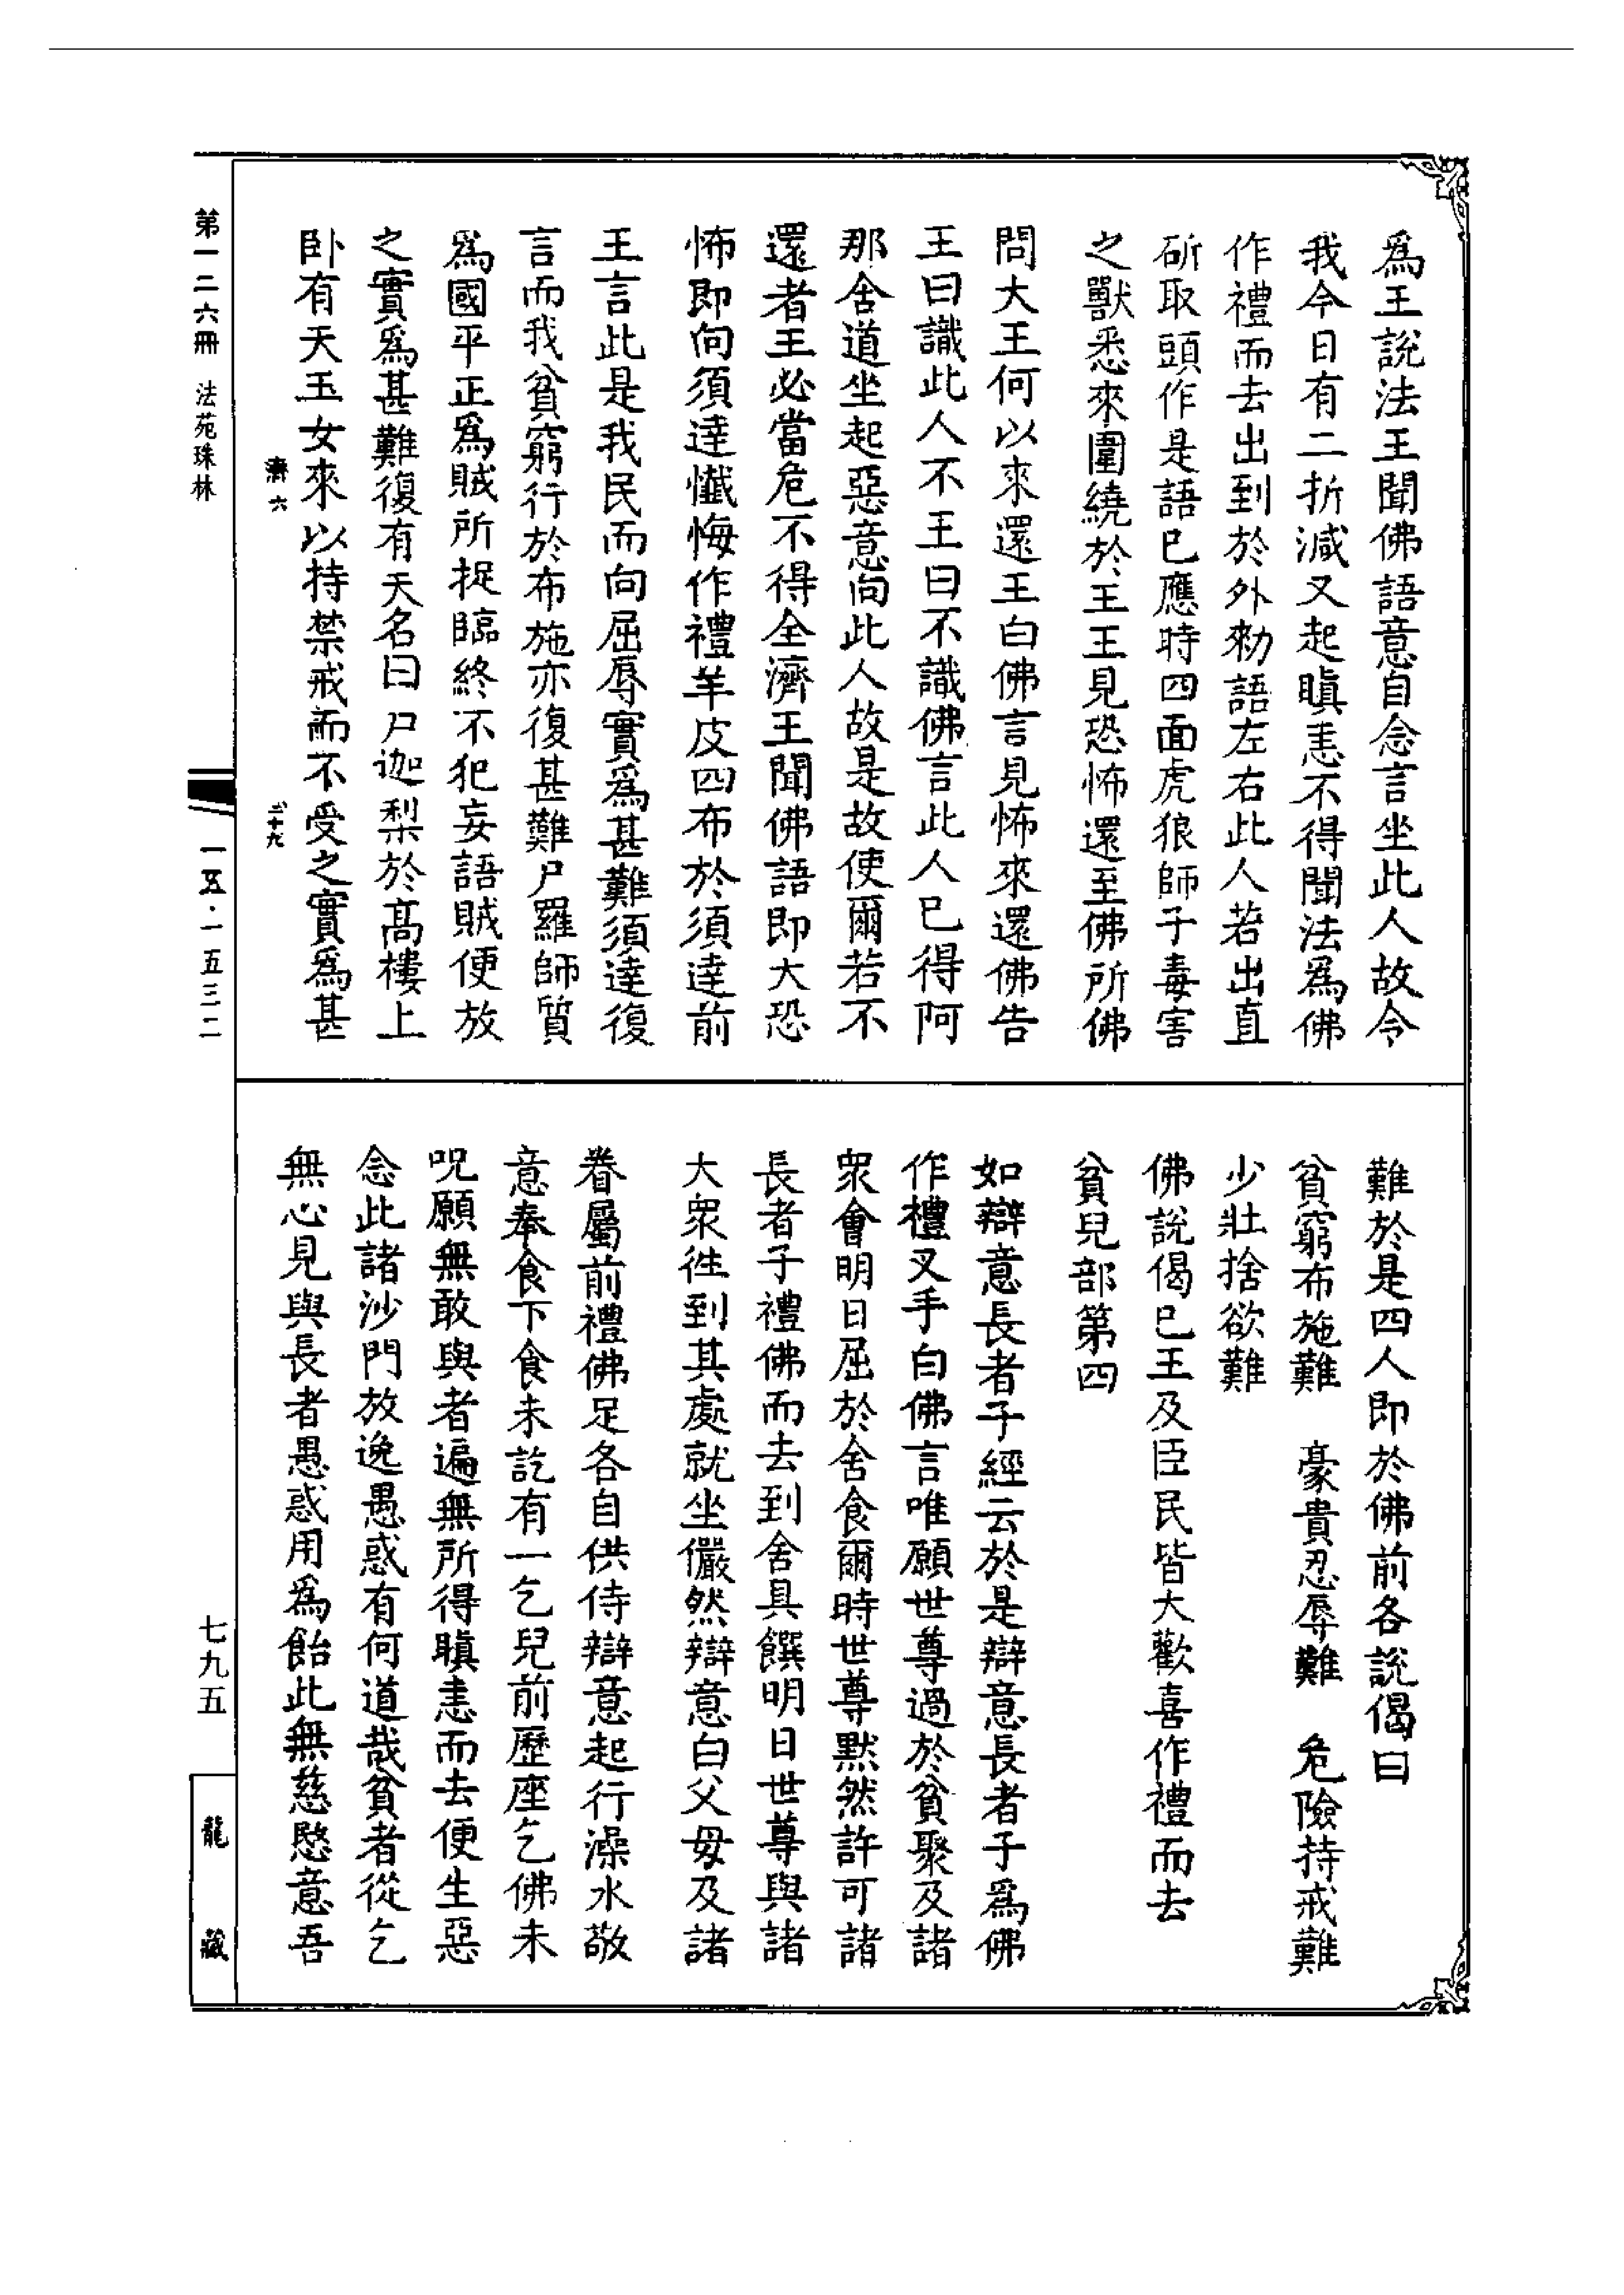 爲王說法王聞佛語意自念言坐此人故令
我今日有二折減又起瞋恚不得聞法爲佛
作禮而去出到於外勑語左右此人若出直
斫取頭作是語已應時四面虎狼師子毒害
之獸悉來圍繞於王王見恐怖還至佛所佛
問大王何以來還王白佛言見怖來還佛告
王曰識此人不王曰不識佛言此人已得阿
那舍道坐起惡意向此人故是故使爾若不
還者王必當危不得全濟王聞佛語即大恐
怖即向須達懺悔作禮羊皮四布於須達前
王言此是我民而向屈辱實爲甚難須達復
言而我貧窮行於布施亦復甚難尸羅師質
爲國平正爲賊所捉臨終不犯妄語賊便放
之實爲甚難復有天名曰尸迦梨於高樓上
卧有天玉女來以持禁戒而不受之實爲甚
濟六
二十九
難於是四人即於佛前各說偈曰
貧窮布施難　豪貴忍辱難　危險持戒難
少壯捨欲難
佛說偈已王及臣民皆大歡喜作禮而去
貧兒部第四
如辯意長者子經云於是辯意長者子爲佛
作禮叉手白佛言唯願世尊過於貧聚及諸
衆會明日屈於舍食爾時世尊默然許可諸
長者子禮佛而去到舍具饌明日世尊與諸
大衆徃到其處就坐儼然辯意白父母及諸
眷屬前禮佛足各自供侍辯意起行澡水敬
意奉食下食未訖有一乞兒前歷座乞佛未
呪願無敢與者遍無所得瞋恚而去便生惡
念此諸沙門放逸愚惑有何道哉貧者從乞
無心見與長者愚惑用爲飴此無慈愍意吾
第一二六冊　法苑珠林
一五·一五三二
七九五
龍藏